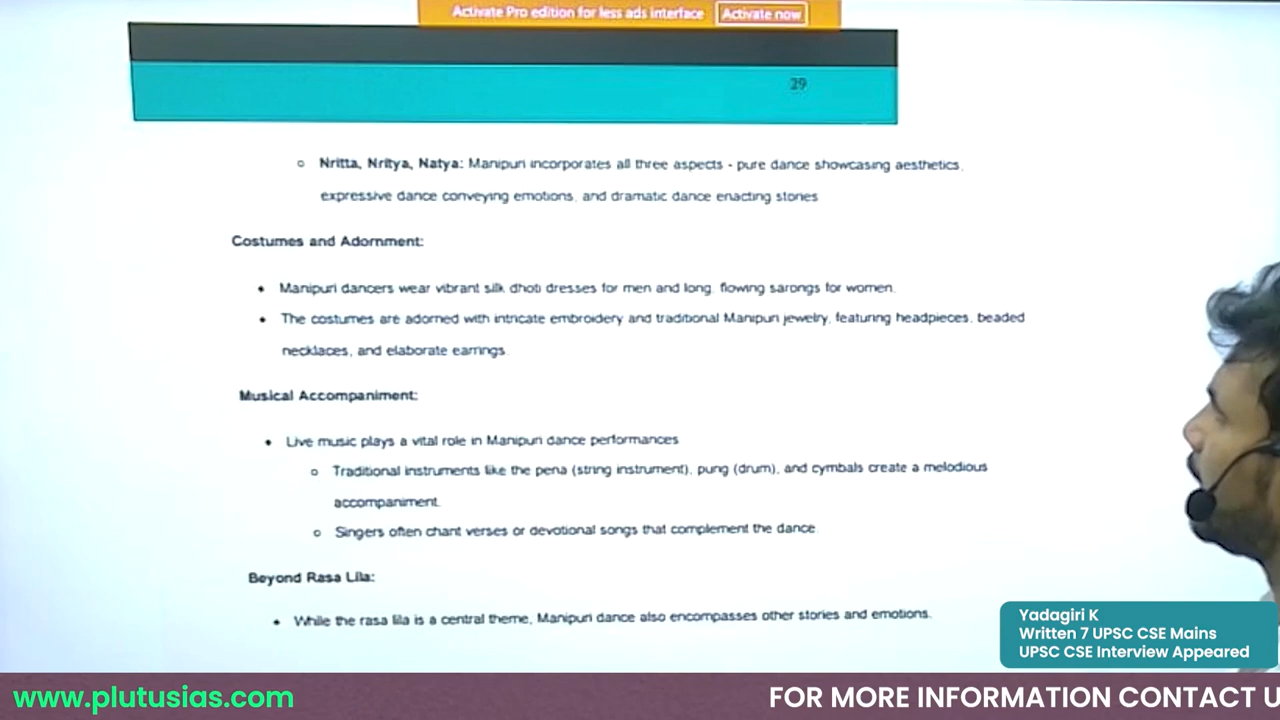 Activate Pro edition for less ads interface Activate now
29
Nritta, Nritya, Natya: Manipuri incorporates all three aspects - pure dance showcasing aesthetics,
expressive dance conveying emotions, and dramatic dance enacting stories
Costumes and Adornment:
Manipuri dancers wear vibrant silk dhoti dresses for men and long, flowing sarongs for women.
The costumes are adorned with intricate embroidery and traditional Manipuri jewelry, featuring headpieces, beaded
necklaces, and elaborate earrings.
Musical Accompaniment:
Live music plays a vital role in Manipuri dance performances
Traditional instruments like the pena (string instrument), pung (drum), and cymbals create a melodious
accompaniment.
Singers often chant verses or devotional songs that complement the dance.
Beyond Rasa Lila:
While the rasa lila is a central theme, Manipuri dance also encompasses other stories and emotions.
Yadagiri K
Written 7 UPSC CSE Mains
UPSC CSE Interview Appeared
www.plutusias.com
FOR MORE INFORMATION CONTACT U